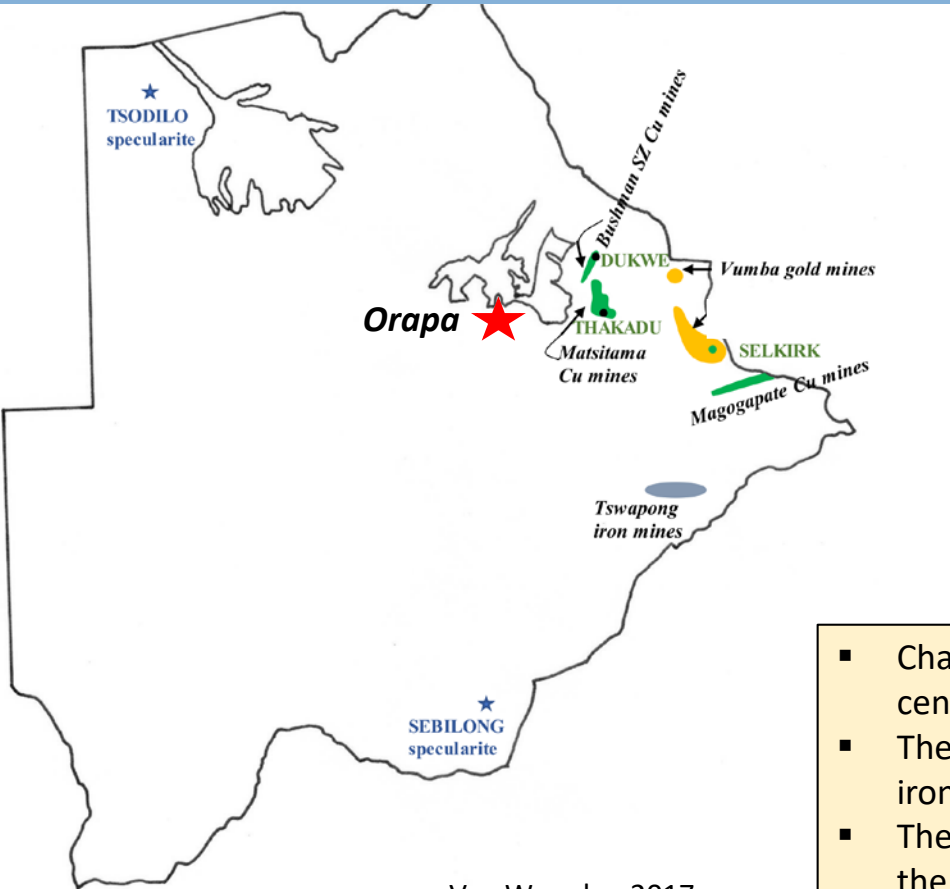 TSODILO
specularite
Bushman SZ Cu mines
DUKWE
Vumba gold mines
Orapa
THAKADU
SELKIRK
Matsitama
Cu mines
Magogapate Cu mines
Tswapong
iron mines
SEBILONG
specularite
▪ Cha
cen
▪ The
iron
▪ The
the
2017